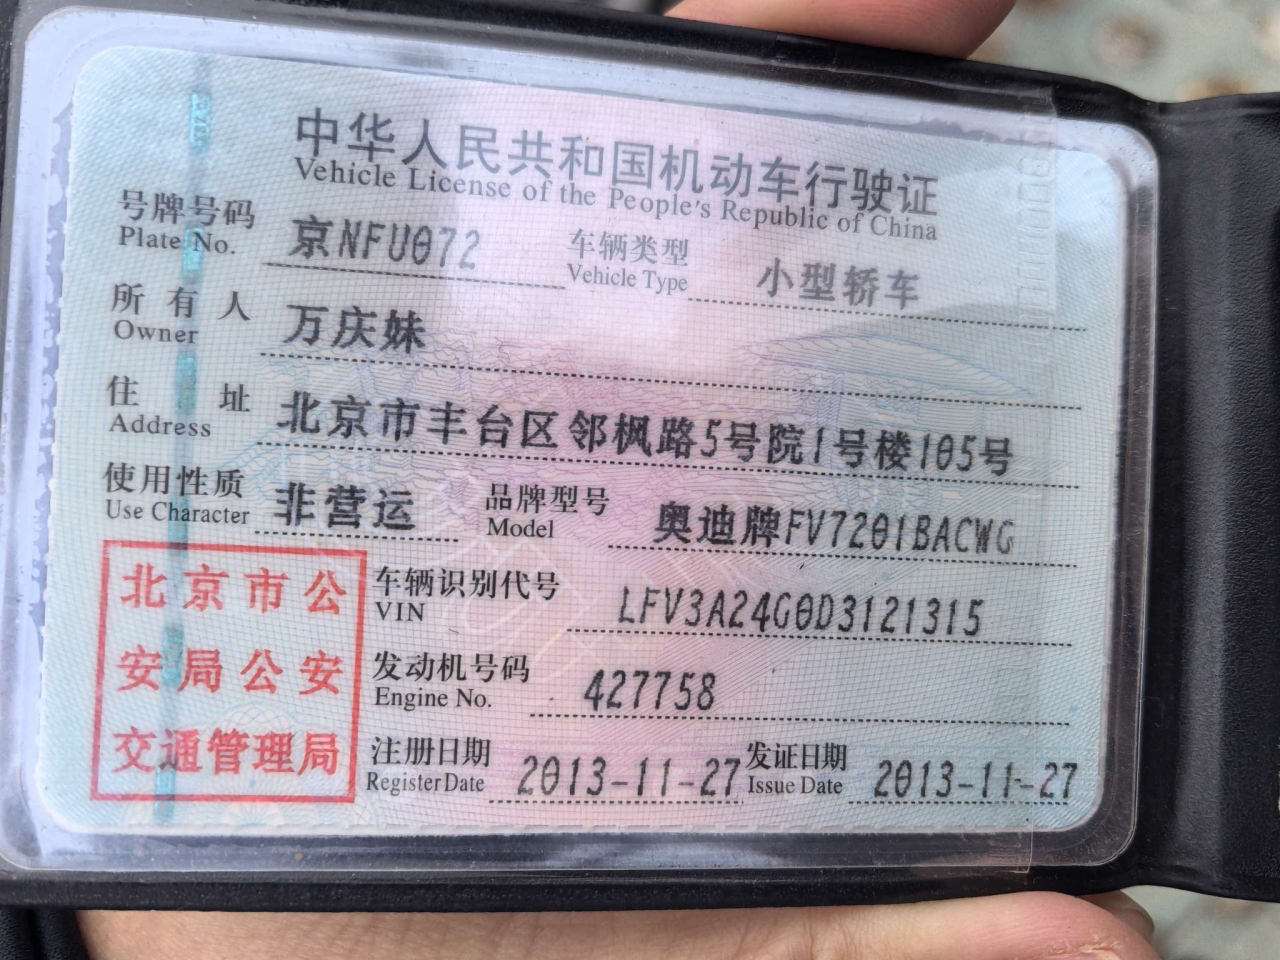 中华人民共和国机动车行驶证
Vehicle License of the People's Republic of China
号牌号码 京NFU072 车辆类型 小型轿车
Plate No. Vehicle Type
所有人 万庆妹
Owner
住址 北京市丰台区邻枫路5号院1号楼105号
Address
使用性质 非营运 品牌型号 奥迪牌FV7201BACWG
Use Character Model
北京市公安局公安交通管理局
车辆识别代号 LFV3A24G0D3121315
VIN
发动机号码 427758
Engine No.
注册日期 2013-11-27 发证日期 2013-11-27
Register Date Issue Date